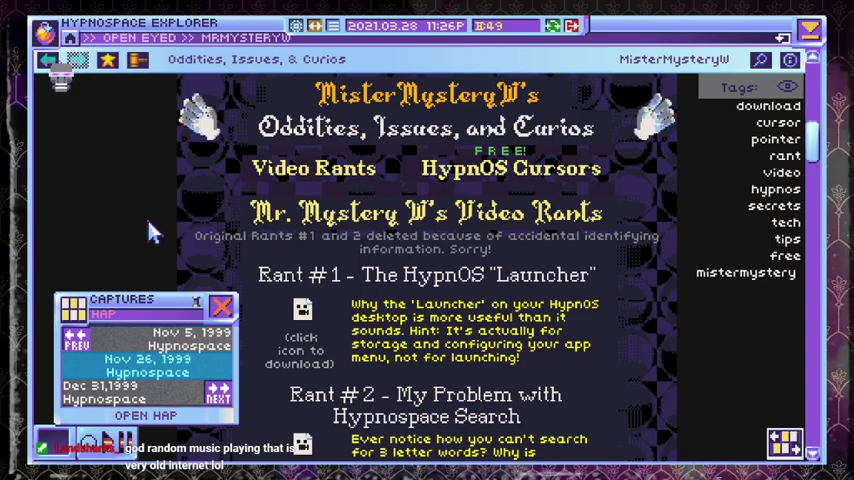 HYPNOSPACE EXPLORER
2021.03.28 11:26P
49
>> OPEN EYED >> MRMYSTERYW
Oddities, Issues, & Curios
MisterMysteryW
Tags:
download
cursor
pointer
rant
video
hypnos
secrets
tech
tips
free
mistermystery
MisterMysteryW's
Oddities, Issues, and Curios
FREE!
Video Rants
HypnOS Cursors
Mr. Mystery W's Video Rants
Original Rants #1 and 2 deleted because of accidental identifying
information. Sorry!
Rant #1 - The HypnOS "Launcher"
(click
icon to
download)
Why the 'Launcher' on your HypnOS
desktop is more useful than it
sounds. Hint: It's actually for
storage and configuring your app
menu, not for launching!
Rant #2 - My Problem with
Hypnospace Search
Ever notice how you can't search
for 3 letter words? Why is
CAPTURES
HAP
PREV
Nov 5, 1999
Hypnospace
Nov 26, 1999
Hypnospace
Dec 31,1999
Hypnospace
NEXT
OPEN HAP
god random music playing that is
very old internet lol